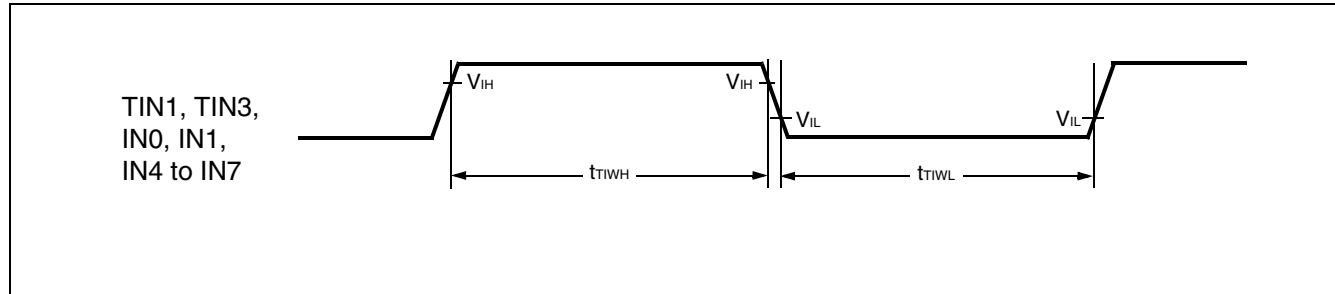 TIN1, TIN3,
IN0, IN1,
IN4 to IN7
VIH
VIH
VIL
VIL
tTIWH
tTIWL